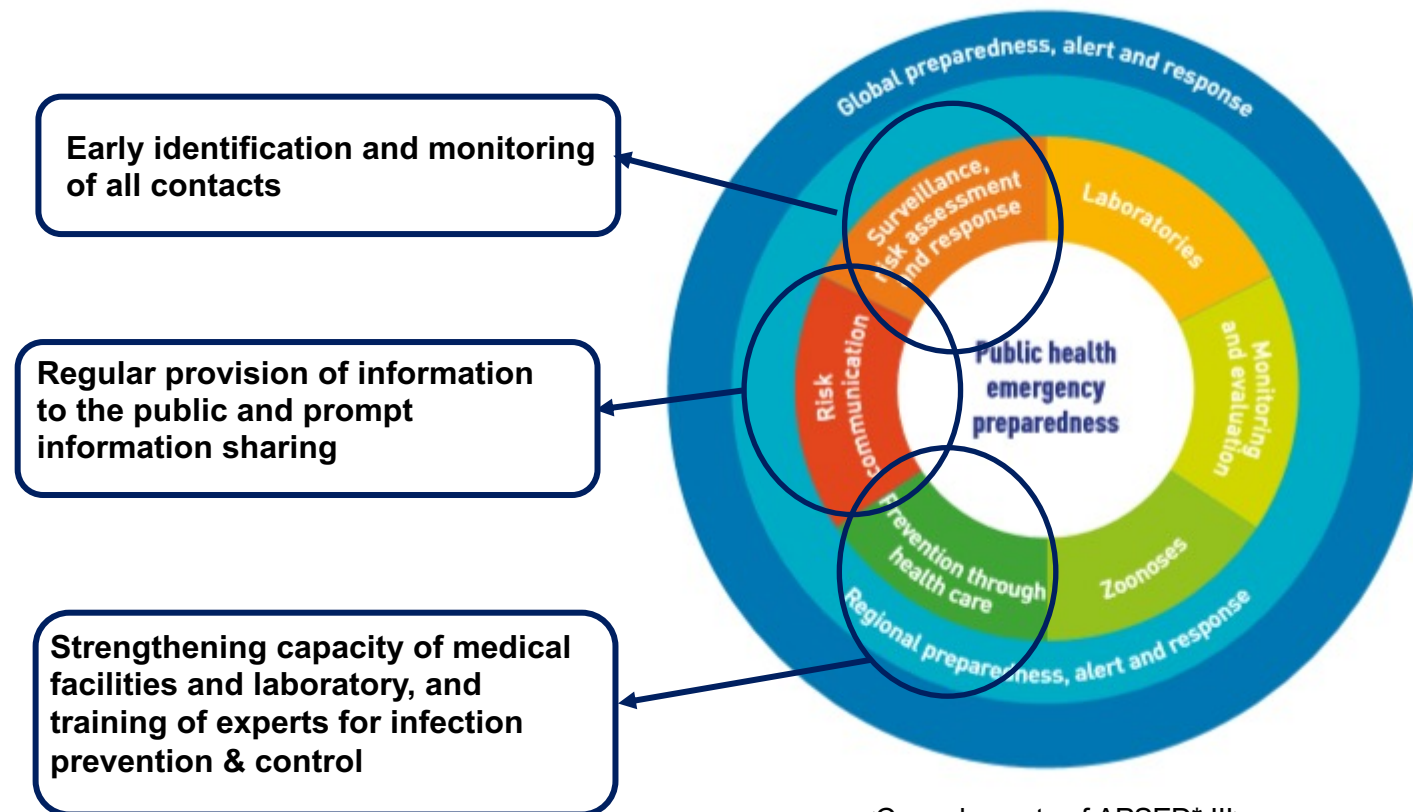 Early identification and monitoring
of all contacts
Regular provision of information
to the public and prompt
information sharing
Strengthening capacity of medical
facilities and laboratory, and
training of experts for infection
prevention & control
Global preparedness, alert and response
Surveillance,
risk assessment
and response
Laboratories
Risk
communication
Public health
emergency
preparedness
Monitoring
and evaluation
Prevention through
health care
Zoonoses
Regional preparedness, alert and response